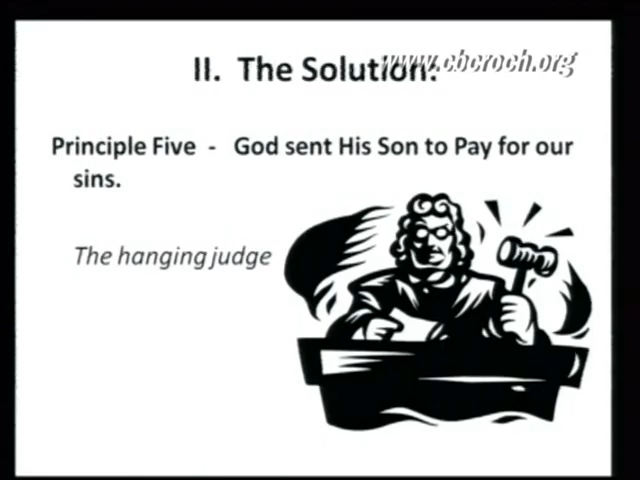 www.cbcroch.org
II. The Solution:
Principle Five - God sent His Son to Pay for our
sins.
The hanging judge